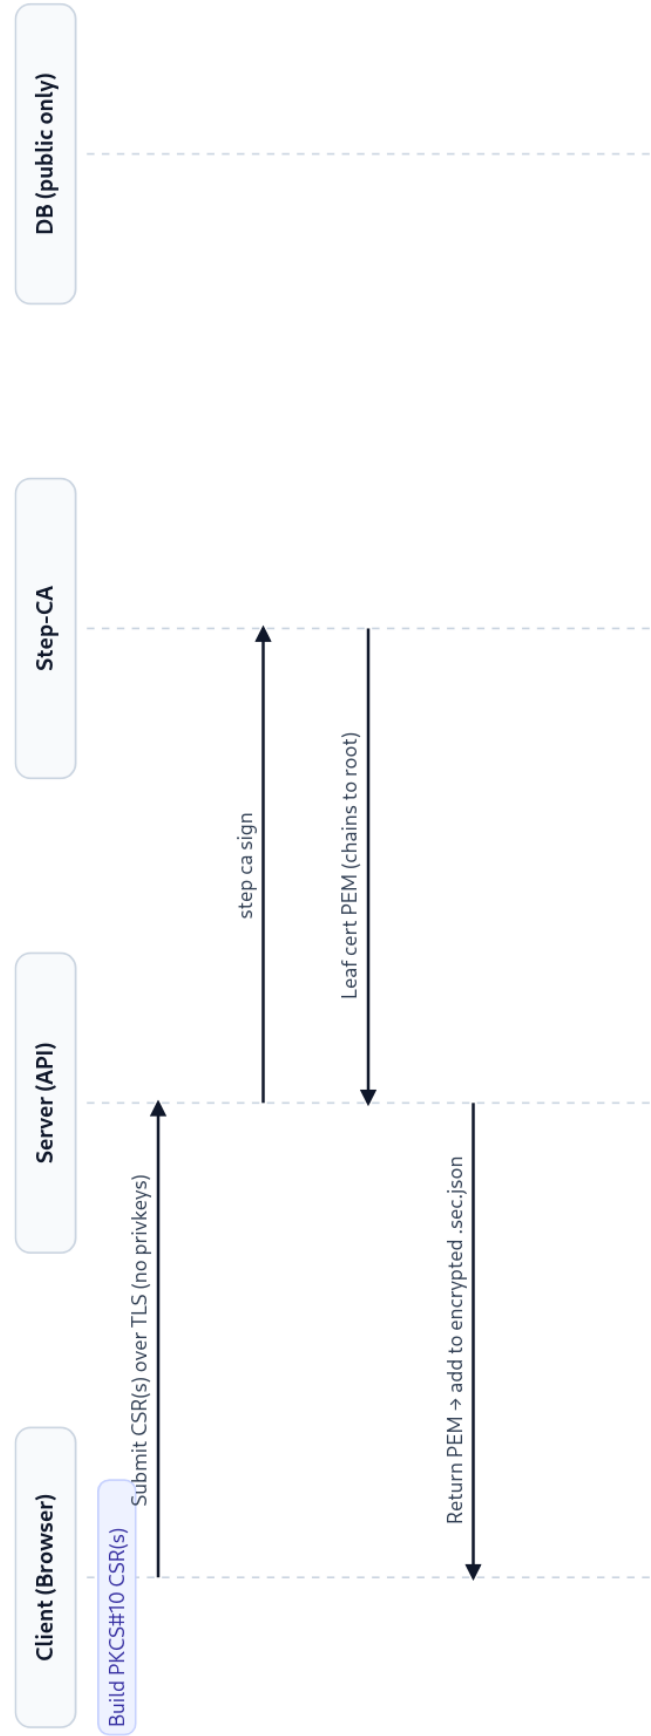 Client (Browser)
Server (API)
Step-CA
DB (public only)
Build PKCS#10 CSR(s)
Submit CSR(s) over TLS (no privkeys)
step ca sign
Leaf cert PEM (chains to root)
Return PEM → add to encrypted .sec.json